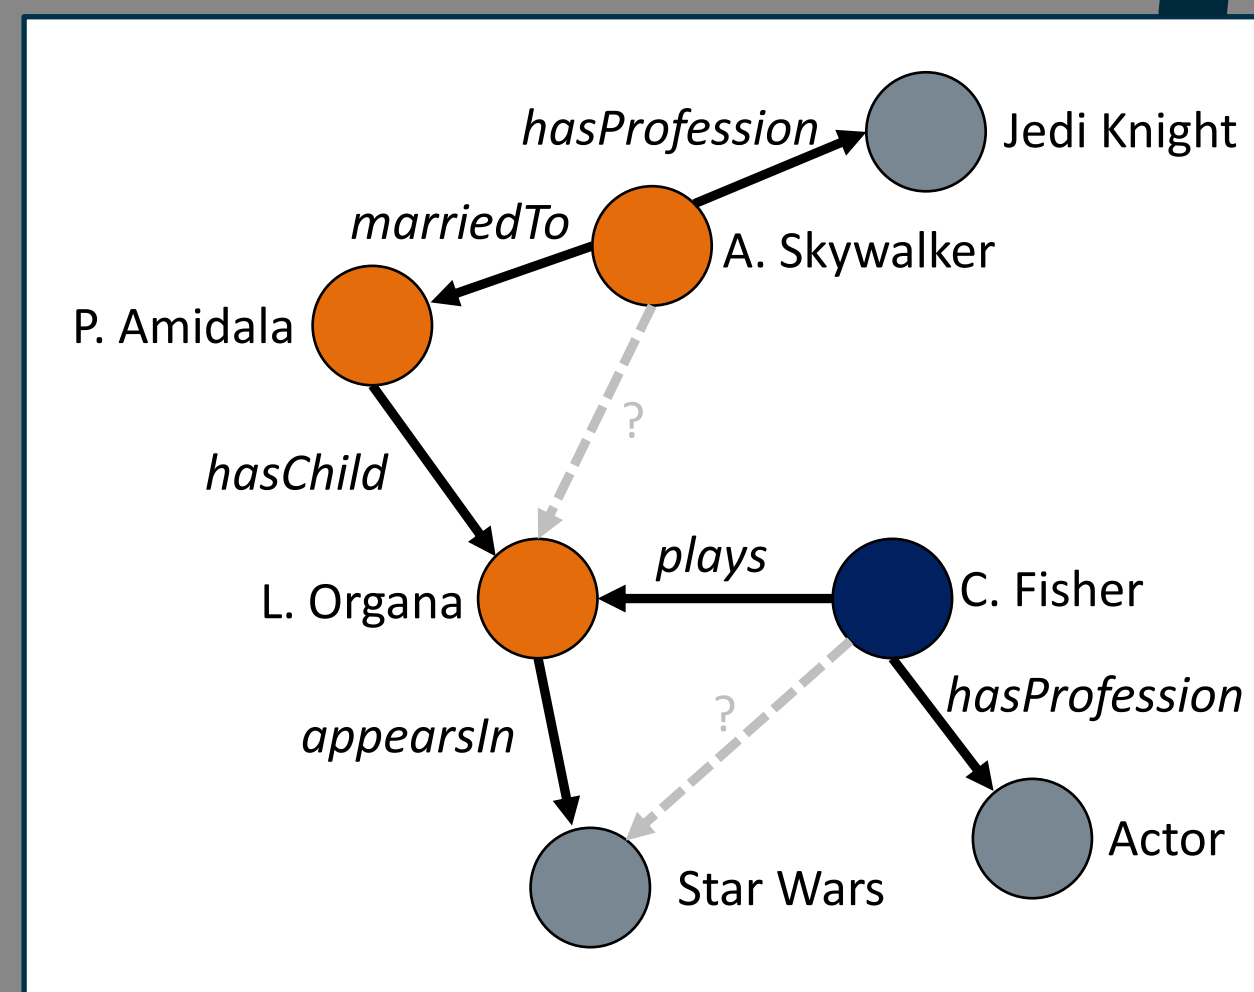 hasProfession
Jedi Knight
marriedTo
A. Skywalker
P. Amidala
?
hasChild
plays
C. Fisher
L. Organa
hasProfession
?
appearsIn
Actor
Star Wars